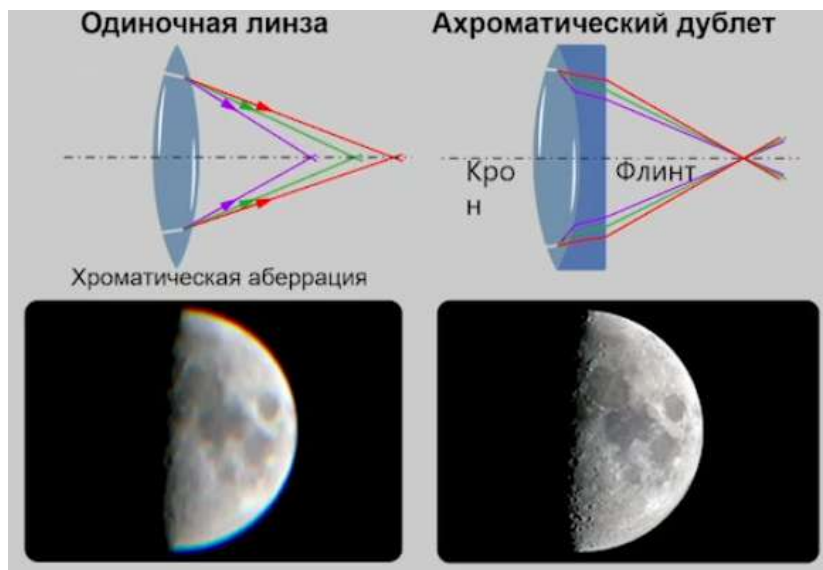 Одиночная линза
Ахроматический дублет
Кро
н
Флинт
Хроматическая аберрация